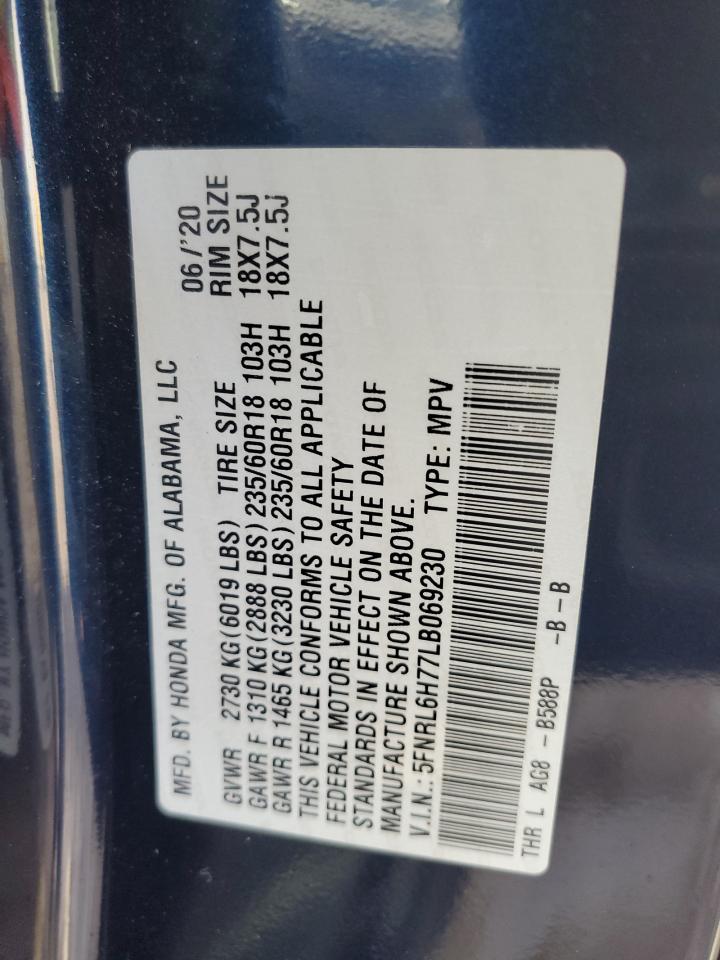 MFD. BY HONDA MFG. OF ALABAMA, LLC 06/'20
GVWR 2730 KG(6019 LBS) TIRE SIZE RIM SIZE
GAWR F 1310 KG(2888 LBS) 235/60R18 103H 18X7.5J
GAWR R 1465 KG(3230 LBS) 235/60R18 103H 18X7.5J
THIS VEHICLE CONFORMS TO ALL APPLICABLE
FEDERAL MOTOR VEHICLE SAFETY
STANDARDS IN EFFECT ON THE DATE OF
MANUFACTURE SHOWN ABOVE.
V.I.N.: 5FNRL6H77LB069230 TYPE: MPV
THR L AG8 -B588P -B-B